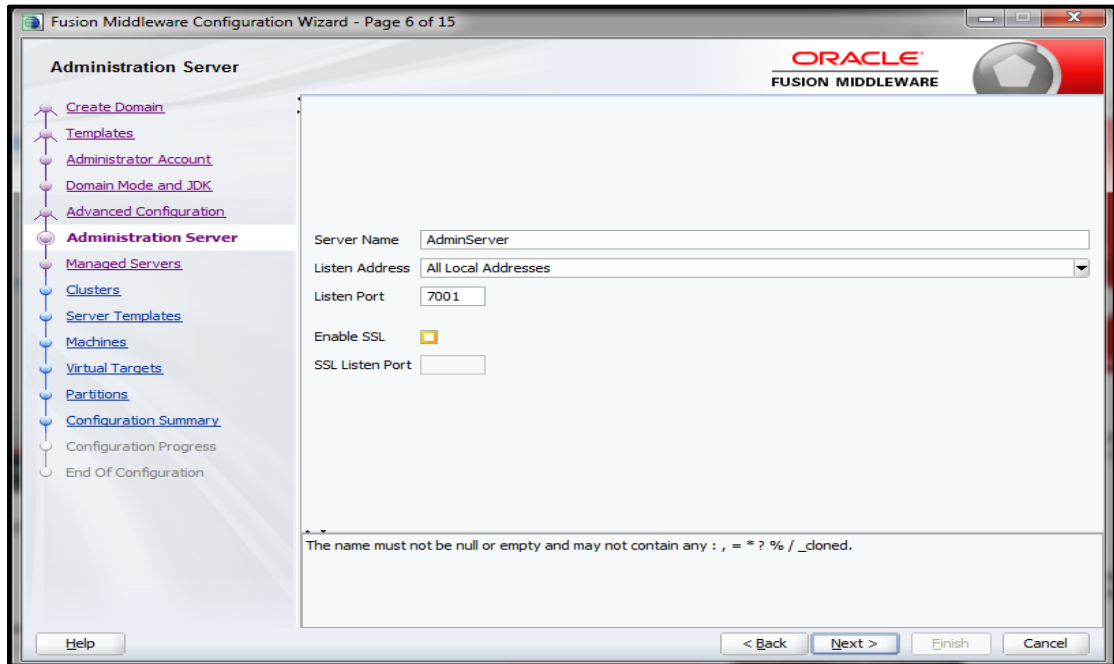 Fusion Middleware Configuration Wizard - Page 6 of 15
Administration Server
ORACLE
FUSION MIDDLEWARE
Create Domain
Templates
Administrator Account
Domain Mode and JDK
Advanced Configuration
Administration Server
Managed Servers
Clusters
Server Templates
Machines
Virtual Targets
Partitions
Configuration Summary
Configuration Progress
End Of Configuration
Server Name AdminServer
Listen Address All Local Addresses
Listen Port 7001
Enable SSL
SSL Listen Port
The name must not be null or empty and may not contain any : , = * ? % / _cloned.
Help < Back Next > Finish Cancel